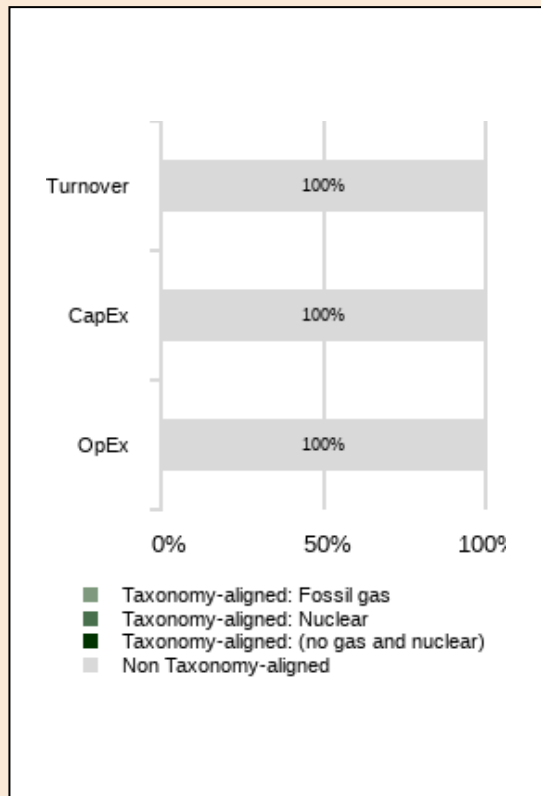 Turnover
100%
CapEx
100%
OpEx
100%
0% 50% 100%
Taxonomy-aligned: Fossil gas
Taxonomy-aligned: Nuclear
Taxonomy-aligned: (no gas and nuclear)
Non Taxonomy-aligned